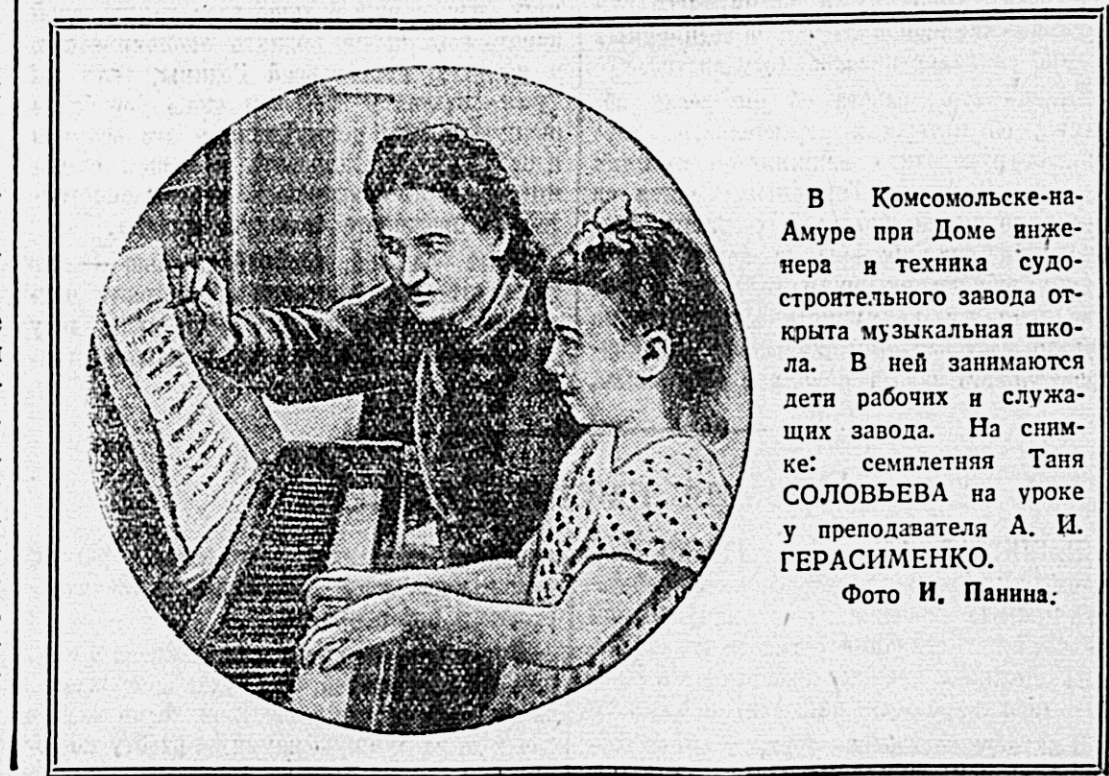 В Комсомольске-на-
Амуре при Доме инже-
нера и техника судо-
строительного завода от-
крыта музыкальная шко-
ла. В ней занимаются
дети рабочих и служа-
щих завода. На сним-
ке: семилетняя Таня
СОЛОВЬЕВА на уроке
у преподавателя А. И.
ГЕРАСИМЕНКО.
Фото И. Панина.